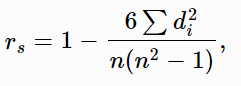 r_s = 1 − \frac{6 \sum d_i^2}{n(n^2 − 1)},